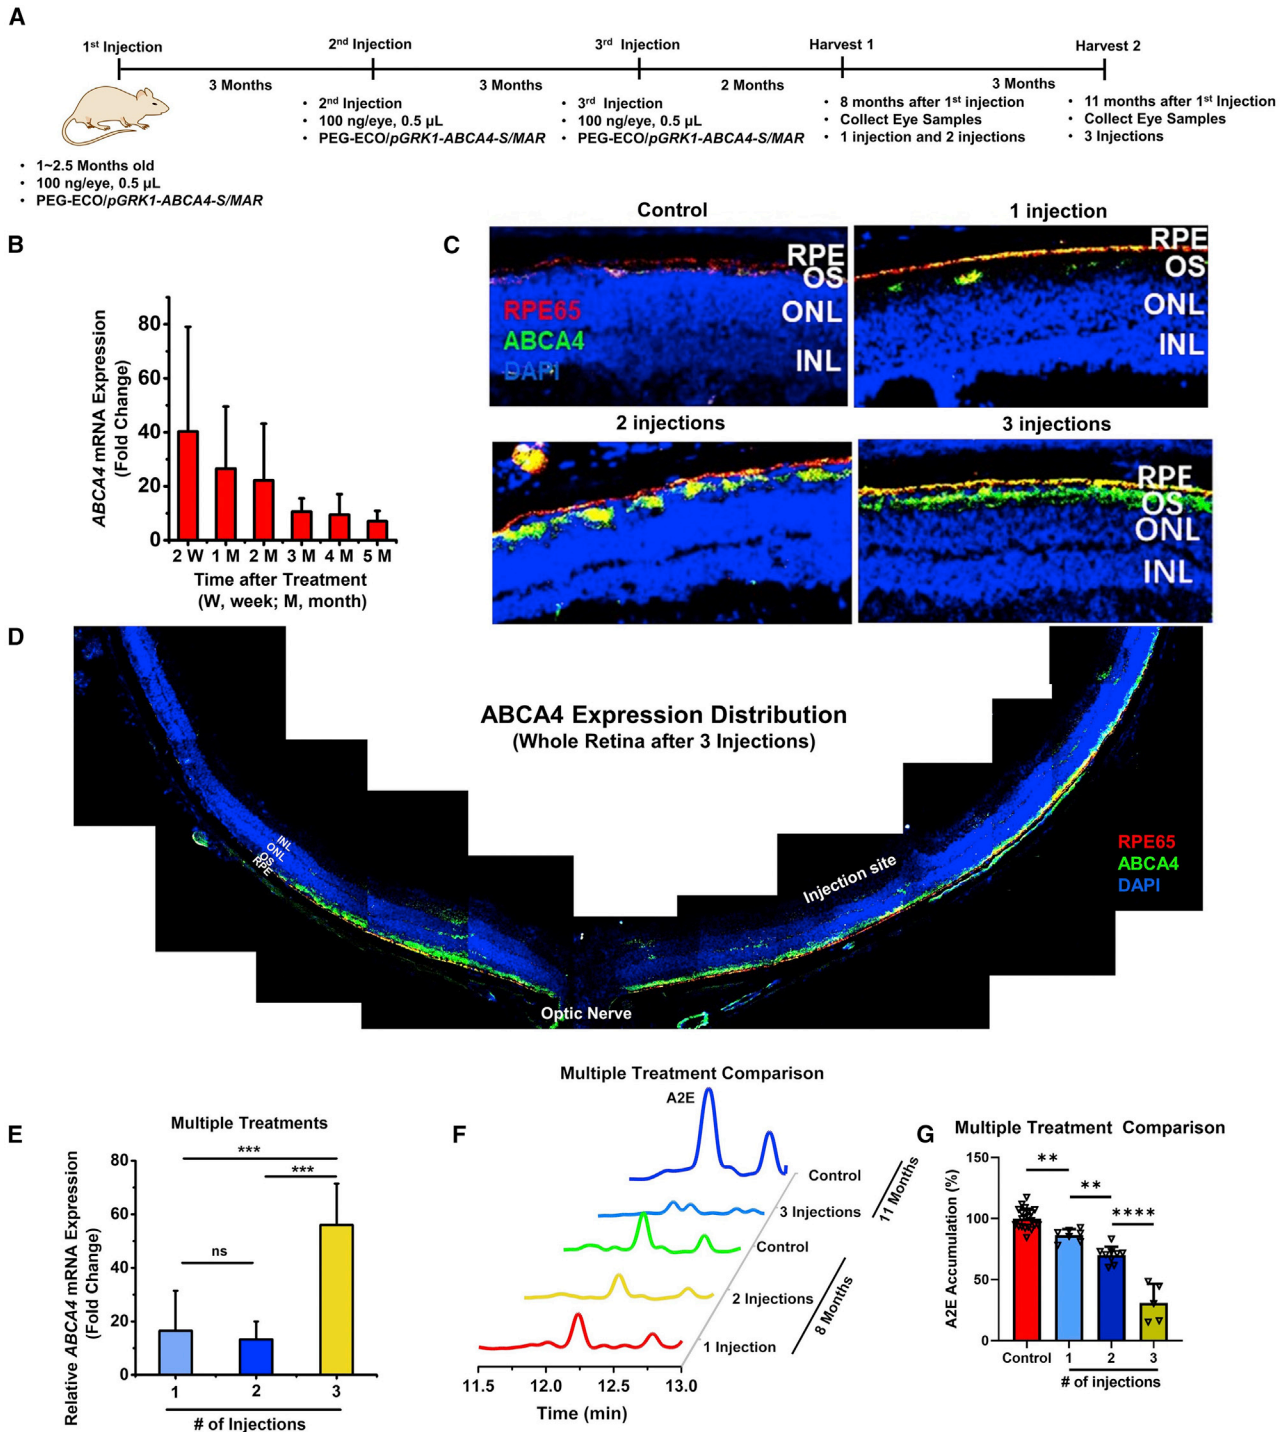 A
1st Injection
2nd Injection
3rd Injection
Harvest 1
Harvest 2
3 Months
3 Months
2 Months
3 Months
• 1~2.5 Months old
• 100 ng/eye, 0.5 µL
• PEG-ECO/pGRK1-ABCA4-S/MAR
• 2nd Injection
• 100 ng/eye, 0.5 µL
• PEG-ECO/pGRK1-ABCA4-S/MAR
• 3rd Injection
• 100 ng/eye, 0.5 µL
• PEG-ECO/pGRK1-ABCA4-S/MAR
• 8 months after 1st injection
• Collect Eye Samples
• 1 injection and 2 injections
• 11 months after 1st Injection
• Collect Eye Samples
• 3 Injections
B
ABCA4 mRNA Expression
(Fold Change)
80
60
40
20
0
2 W 1 M 2 M 3 M 4 M 5 M
Time after Treatment
(W, week; M, month)
C
Control
RPE
OS
ONL
INL
RPE65
ABCA4
DAPI
1 injection
RPE
OS
ONL
INL
2 injections
3 injections
RPE
OS
ONL
INL
D
ABCA4 Expression Distribution
(Whole Retina after 3 Injections)
INL
ONL
OS
RPE
Injection site
Optic Nerve
RPE65
ABCA4
DAPI
E
Multiple Treatments
Relative ABCA4 mRNA Expression
(Fold Change)
80
60
40
20
0
***
***
ns
1 2 3
# of Injections
F
Multiple Treatment Comparison
A2E
Control
3 Injections
Control
2 Injections
1 Injection
11 Months
8 Months
11.5 12.0 12.5 13.0
Time (min)
G
Multiple Treatment Comparison
A2E Accumulation (%)
150
100
50
0
**
**
****
Control 1 2 3
# of injections